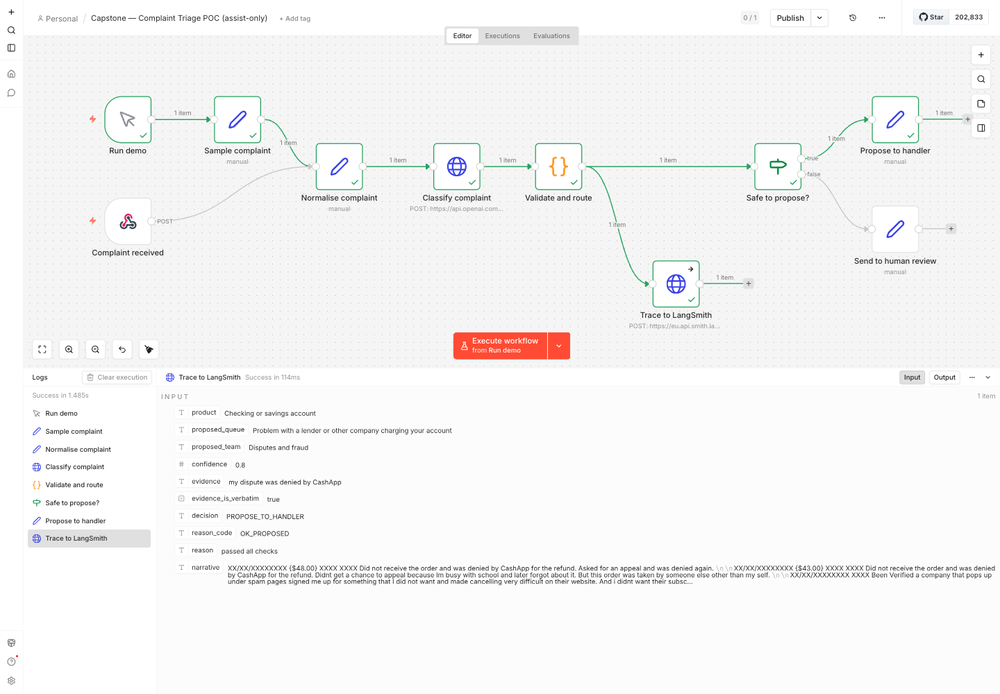 Personal / Capstone — Complaint Triage POC (assist-only) + Add tag
0 / 1
Publish
Star 202,833
Editor Executions Evaluations
Run demo
1 item
Sample complaint
manual
1 item
Complaint received
POST
Normalise complaint
manual
1 item
Classify complaint
POST: https://api.openai.com...
1 item
Validate and route
1 item
1 item
Trace to LangSmith
POST: https://eu.api.smith.la...
1 item
Safe to propose?
true
false
1 item
Propose to handler
manual
1 item
Send to human review
manual
Execute workflow
from Run demo
Logs
Clear execution
Success in 1.485s
Run demo
Sample complaint
Normalise complaint
Classify complaint
Validate and route
Safe to propose?
Propose to handler
Trace to LangSmith
Trace to LangSmith Success in 114ms
Input Output
INPUT
1 item
product Checking or savings account
proposed_queue Problem with a lender or other company charging your account
proposed_team Disputes and fraud
# confidence 0.8
evidence my dispute was denied by CashApp
evidence_is_verbatim true
decision PROPOSE_TO_HANDLER
reason_code OK_PROPOSED
reason passed all checks
narrative XX/XX/XXXXXXXX {$48.00} XXXX XXXX Did not receive the order and was denied by CashApp for the refund. Asked for an appeal and was denied again. \n\n XX/XX/XXXXXXXX {$43.00} XXXX XXXX Did not receive the order and was denied
by CashApp for the refund. Didnt get a chance to appeal because Im busy with school and later forgot about it. But this order was taken by someone else other than my self. \n\n XX/XX/XXXXXXXX XXXX Been Verified a company that pops up
under spam pages signed me up for something that I did not want and made cancelling very difficult on their website. And i didnt want their subsc...